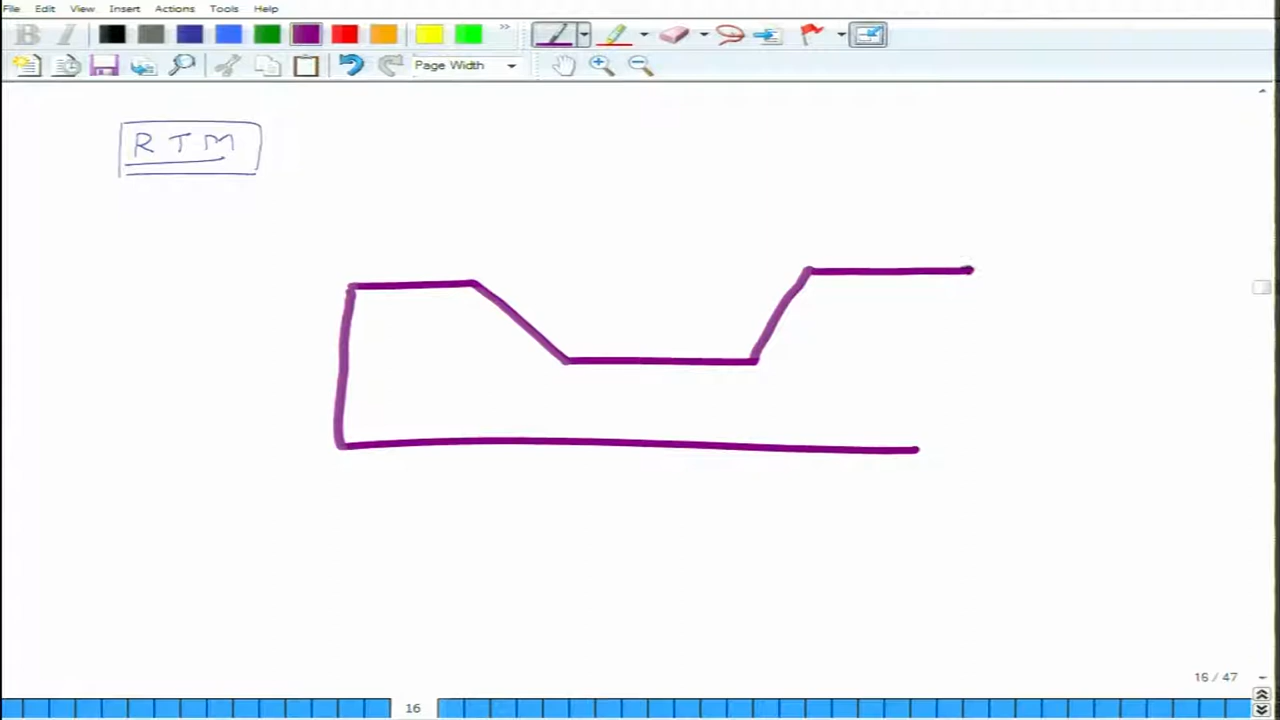 File Edit View Insert Actions Tools Help
B I
Page Width
RTM
16 / 47
16